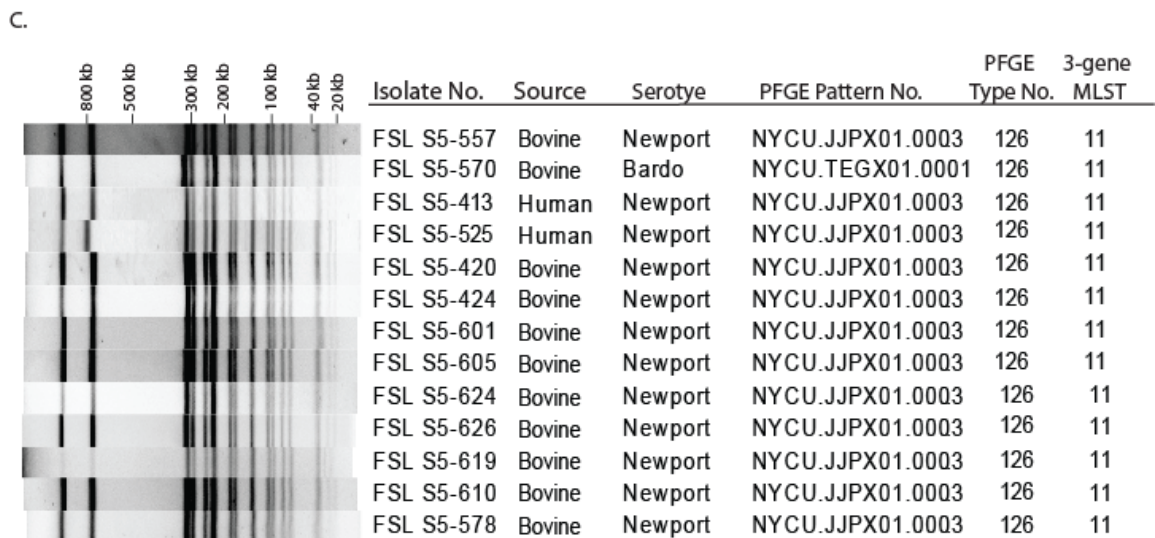 C.
800 kb 500 kb 300 kb 200 kb 100 kb 40 kb 20 kb
PFGE 3-gene
Isolate No. Source Serotye PFGE Pattern No. Type No. MLST
FSL S5-557 Bovine Newport NYCU.JJPX01.0003 126 11
FSL S5-570 Bovine Bardo NYCU.TEGX01.0001 126 11
FSL S5-413 Human Newport NYCU.JJPX01.0003 126 11
FSL S5-525 Human Newport NYCU.JJPX01.0003 126 11
FSL S5-420 Bovine Newport NYCU.JJPX01.0003 126 11
FSL S5-424 Bovine Newport NYCU.JJPX01.0003 126 11
FSL S5-601 Bovine Newport NYCU.JJPX01.0003 126 11
FSL S5-605 Bovine Newport NYCU.JJPX01.0003 126 11
FSL S5-624 Bovine Newport NYCU.JJPX01.0003 126 11
FSL S5-626 Bovine Newport NYCU.JJPX01.0003 126 11
FSL S5-619 Bovine Newport NYCU.JJPX01.0003 126 11
FSL S5-610 Bovine Newport NYCU.JJPX01.0003 126 11
FSL S5-578 Bovine Newport NYCU.JJPX01.0003 126 11